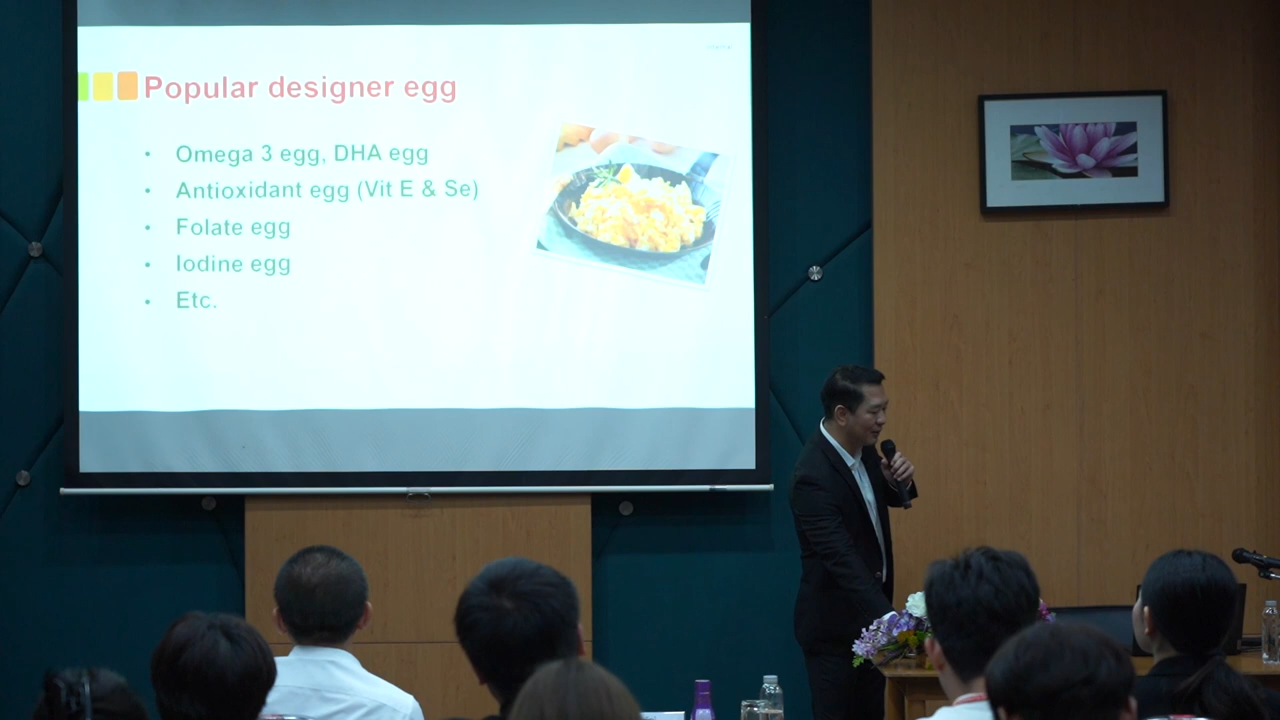 Popular designer egg
• Omega 3 egg, DHA egg
• Antioxidant egg (Vit E & Se)
• Folate egg
• Iodine egg
• Etc.